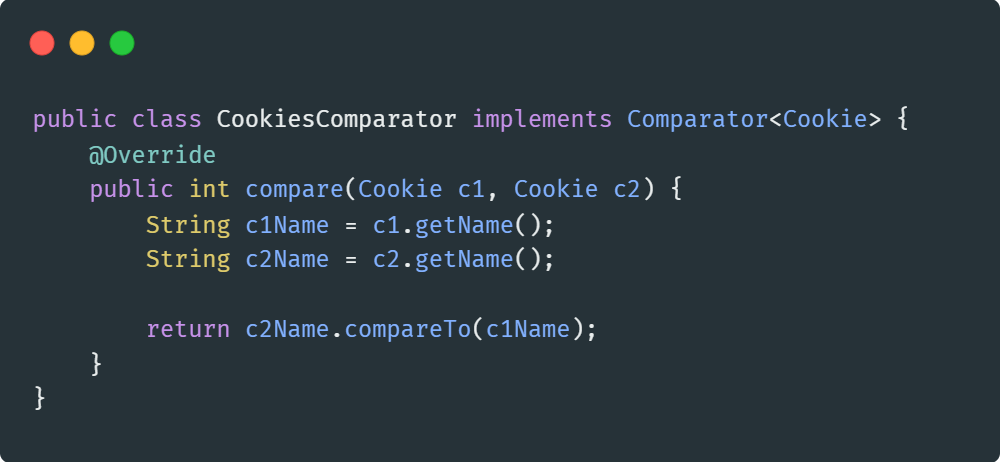 public class CookiesComparator implements Comparator<Cookie> {
    @Override
    public int compare(Cookie c1, Cookie c2) {
        String c1Name = c1.getName();
        String c2Name = c2.getName();

        return c2Name.compareTo(c1Name);
    }
}